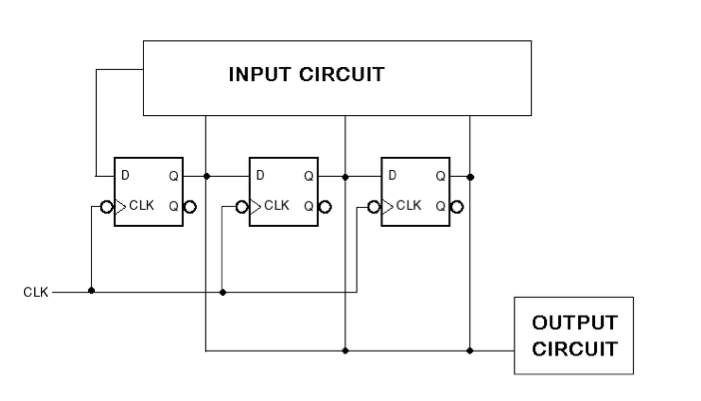 INPUT CIRCUIT
D Q D Q D Q
CLK Q CLK Q CLK Q
CLK
OUTPUT
CIRCUIT